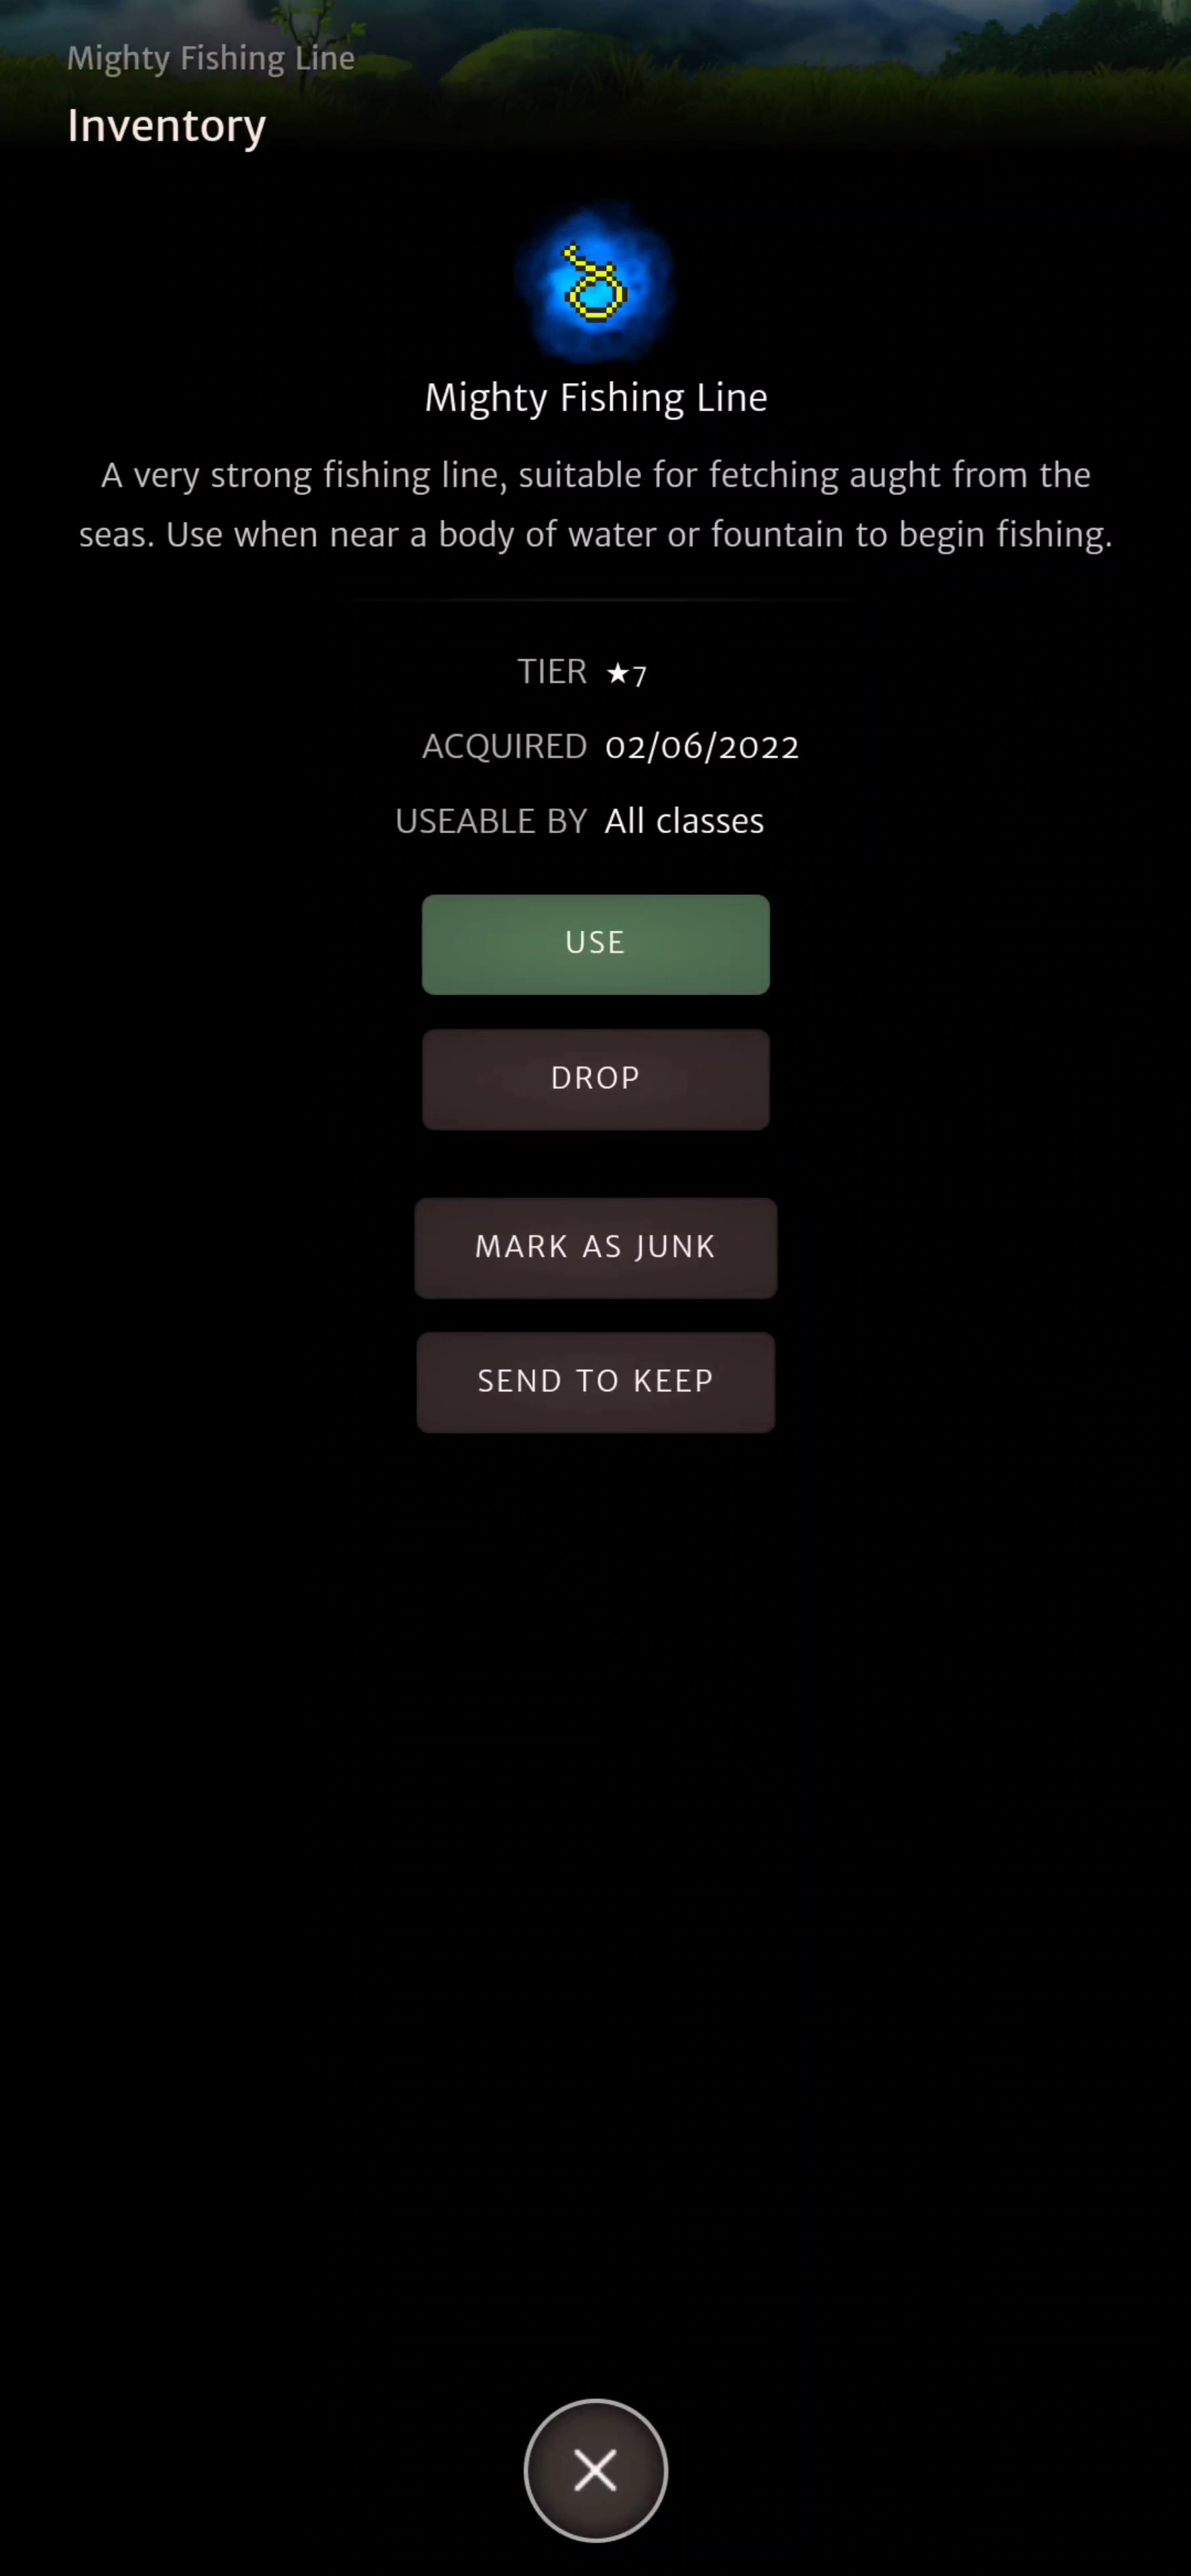 Mighty Fishing Line
Inventory
Mighty Fishing Line
A very strong fishing line, suitable for fetching aught from the
seas. Use when near a body of water or fountain to begin fishing.
TIER ★7
ACQUIRED 02/06/2022
USEABLE BY All classes
USE
DROP
MARK AS JUNK
SEND TO KEEP